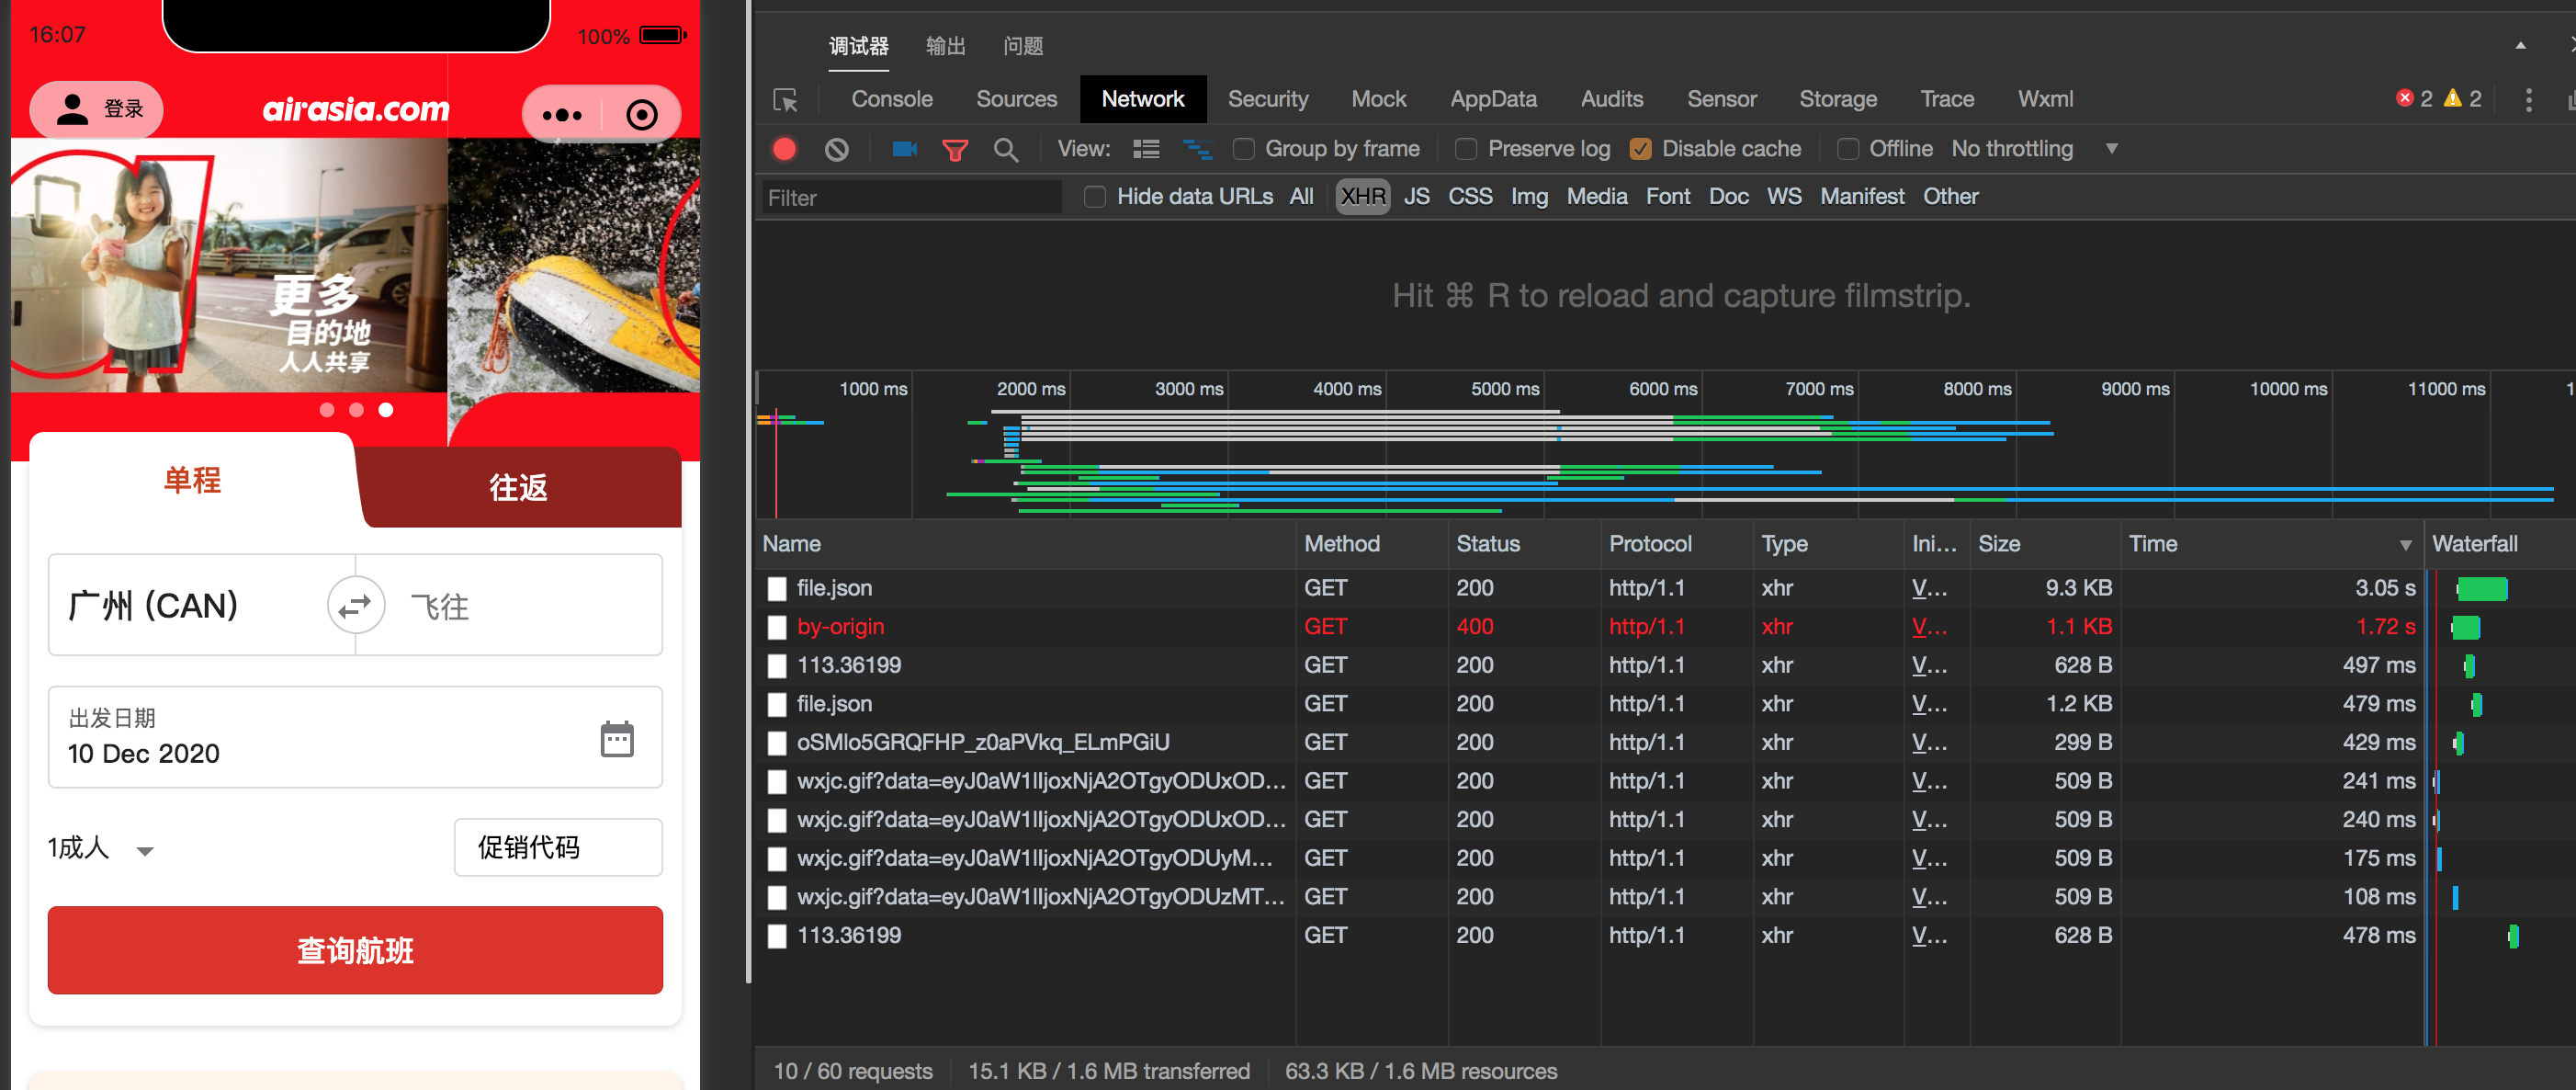 16:07
100%
登录
airasia.com
更多
目的地
人人共享
单程
往返
广州 (CAN)
飞往
出发日期
10 Dec 2020
1成人
促销代码
查询航班
调试器 输出 问题
Console Sources Network Security Mock AppData Audits Sensor Storage Trace Wxml
2 2
View: Group by frame Preserve log Disable cache Offline No throttling
Filter Hide data URLs All XHR JS CSS Img Media Font Doc WS Manifest Other
Hit ⌘ R to reload and capture filmstrip.
1000 ms 2000 ms 3000 ms 4000 ms 5000 ms 6000 ms 7000 ms 8000 ms 9000 ms 10000 ms 11000 ms
Name Method Status Protocol Type Ini... Size Time Waterfall
file.json GET 200 http/1.1 xhr V... 9.3 KB 3.05 s
by-origin GET 400 http/1.1 xhr V... 1.1 KB 1.72 s
113.36199 GET 200 http/1.1 xhr V... 628 B 497 ms
file.json GET 200 http/1.1 xhr V... 1.2 KB 479 ms
oSMlo5GRQFHP_z0aPVkq_ELmPGiU GET 200 http/1.1 xhr V... 299 B 429 ms
wxjc.gif?data=eyJ0aW1lIjoxNjA2OTgyODUxOD... GET 200 http/1.1 xhr V... 509 B 241 ms
wxjc.gif?data=eyJ0aW1lIjoxNjA2OTgyODUxOD... GET 200 http/1.1 xhr V... 509 B 240 ms
wxjc.gif?data=eyJ0aW1lIjoxNjA2OTgyODUyM... GET 200 http/1.1 xhr V... 509 B 175 ms
wxjc.gif?data=eyJ0aW1lIjoxNjA2OTgyODUzMT... GET 200 http/1.1 xhr V... 509 B 108 ms
113.36199 GET 200 http/1.1 xhr V... 628 B 478 ms
10 / 60 requests 15.1 KB / 1.6 MB transferred 63.3 KB / 1.6 MB resources